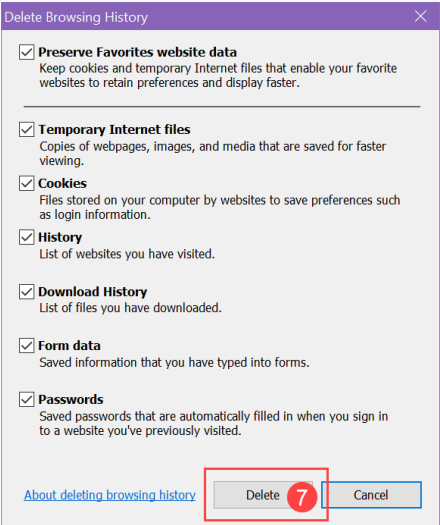 Delete Browsing History
Preserve Favorites website data
Keep cookies and temporary Internet files that enable your favorite
websites to retain preferences and display faster.
Temporary Internet files
Copies of webpages, images, and media that are saved for faster
viewing.
Cookies
Files stored on your computer by websites to save preferences such
as login information.
History
List of websites you have visited.
Download History
List of files you have downloaded.
Form data
Saved information that you have typed into forms.
Passwords
Saved passwords that are automatically filled in when you sign in
to a website you've previously visited.
About deleting browsing history Delete 7 Cancel